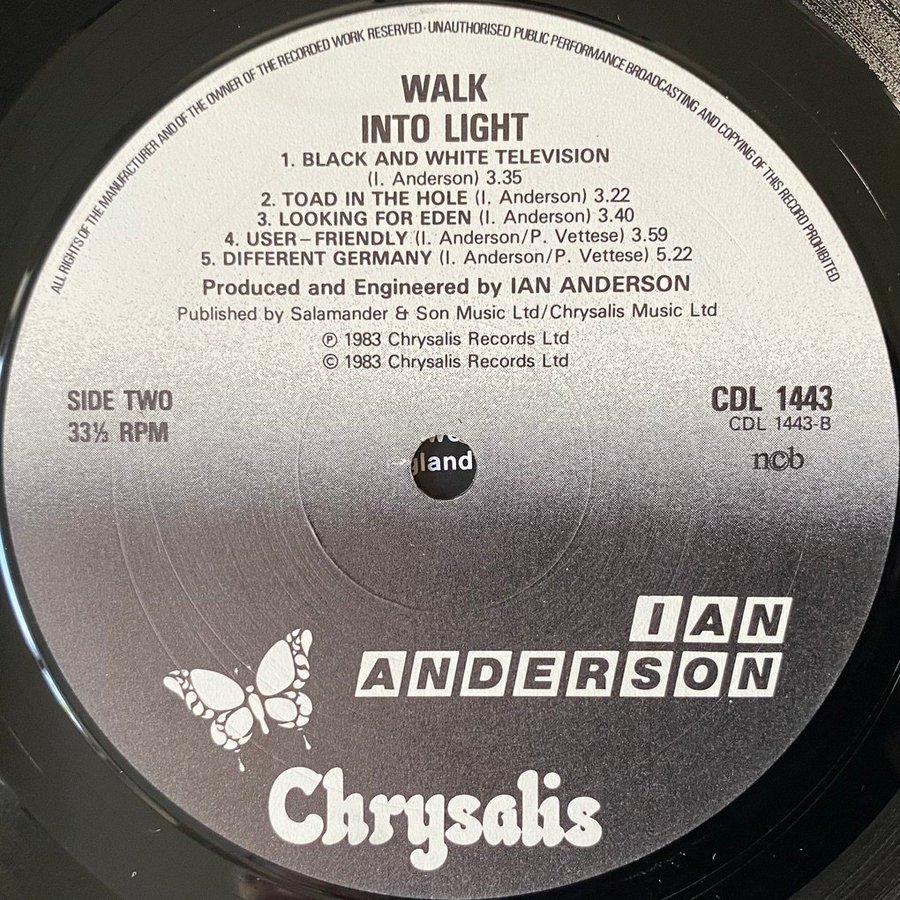 ALL RIGHTS OF THE MANUFACTURER AND OF THE OWNER OF THE RECORDED WORK RESERVED · UNAUTHORISED PUBLIC PERFORMANCE BROADCASTING AND COPYING OF THIS RECORD PROHIBITED
WALK
INTO LIGHT
1. BLACK AND WHITE TELEVISION
(I. Anderson) 3.35
2. TOAD IN THE HOLE (I. Anderson) 3.22
3. LOOKING FOR EDEN (I. Anderson) 3.40
4. USER–FRIENDLY (I. Anderson/P. Vettese) 3.59
5. DIFFERENT GERMANY (I. Anderson/P. Vettese) 5.22
Produced and Engineered by IAN ANDERSON
Published by Salamander & Son Music Ltd/Chrysalis Music Ltd
℗ 1983 Chrysalis Records Ltd
© 1983 Chrysalis Records Ltd
SIDE TWO
33⅓ RPM
CDL 1443
CDL 1443-B
ncb
gland
IAN
ANDERSON
Chrysalis